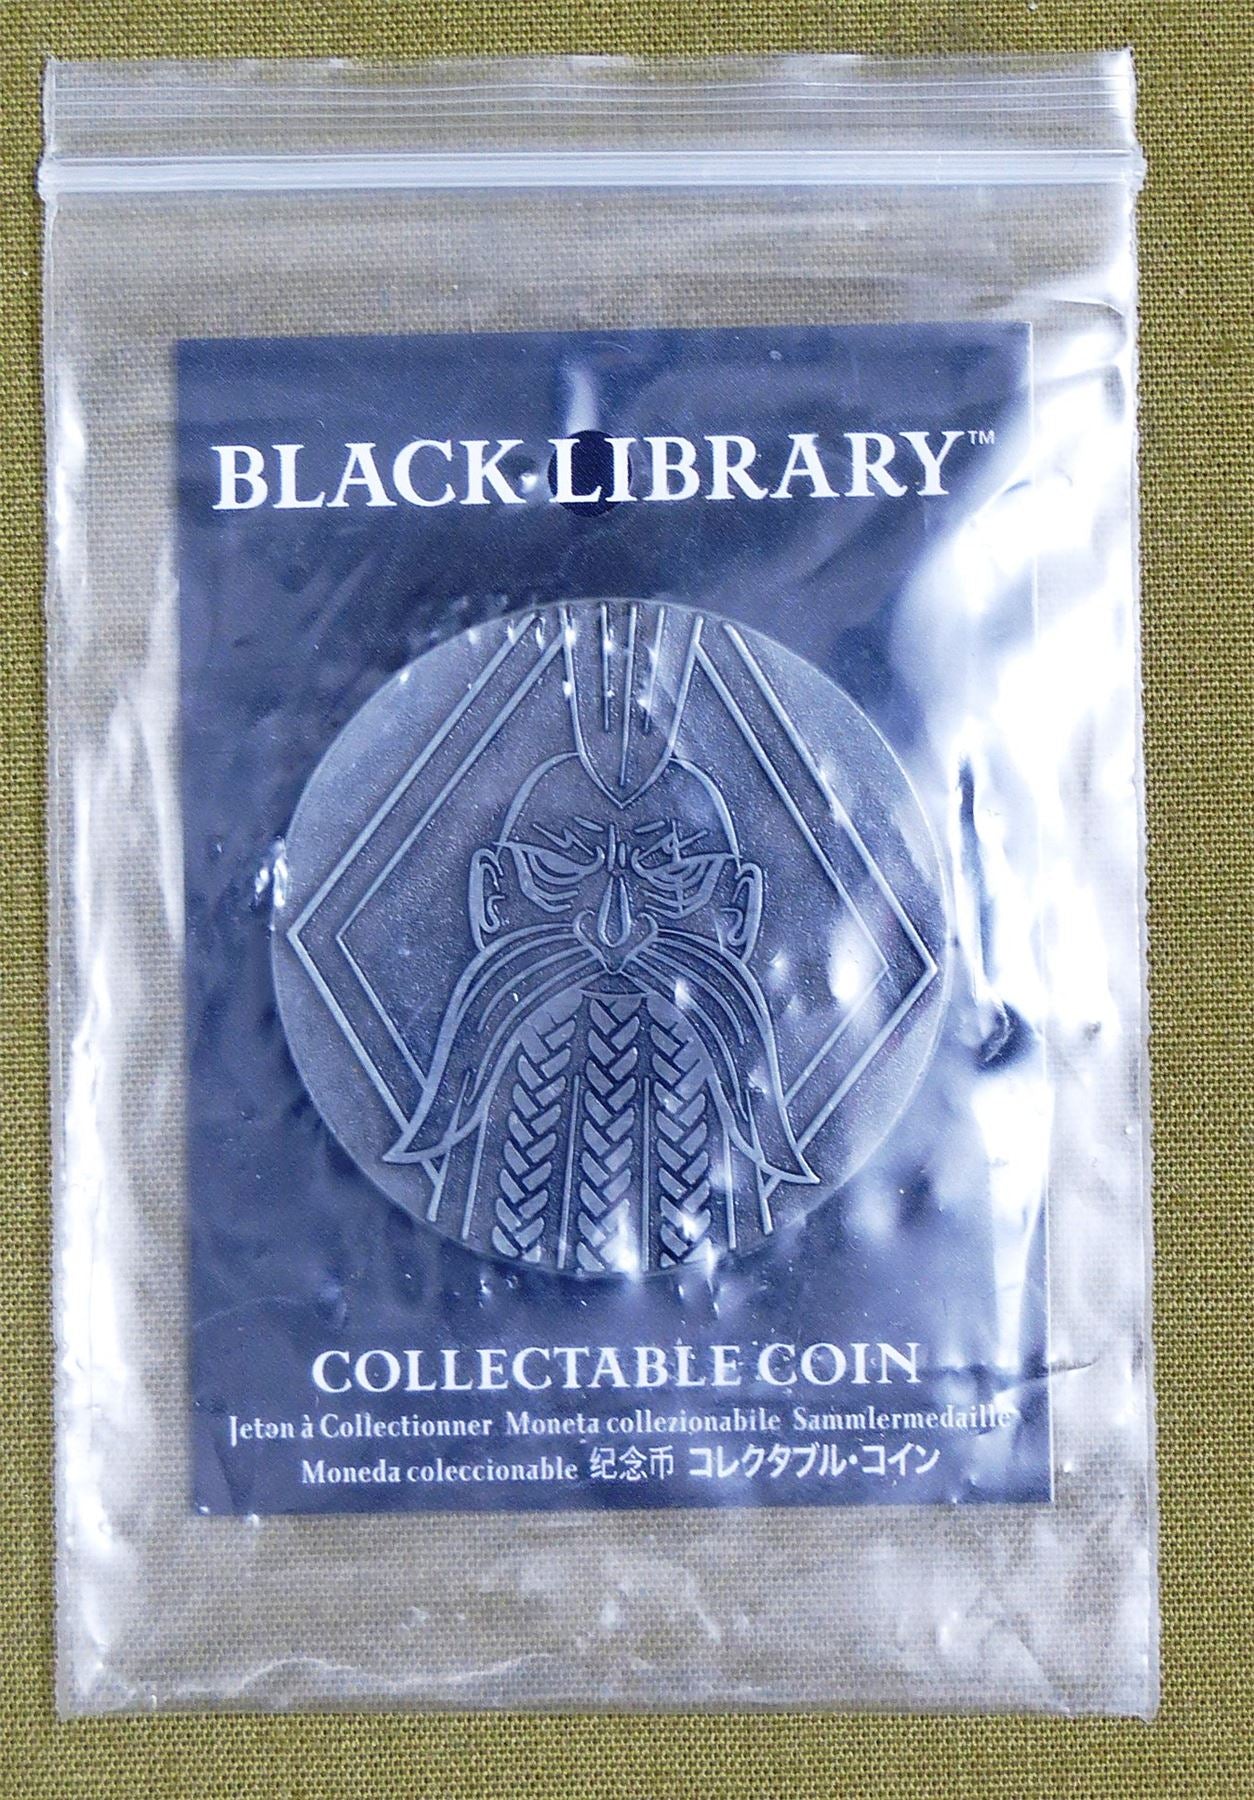 BLACK LIBRARY™
COLLECTABLE COIN
Jeton à Collectionner Moneta collezionabile Sammlermedaille
Moneda coleccionable 纪念币 コレクタブル・コイン